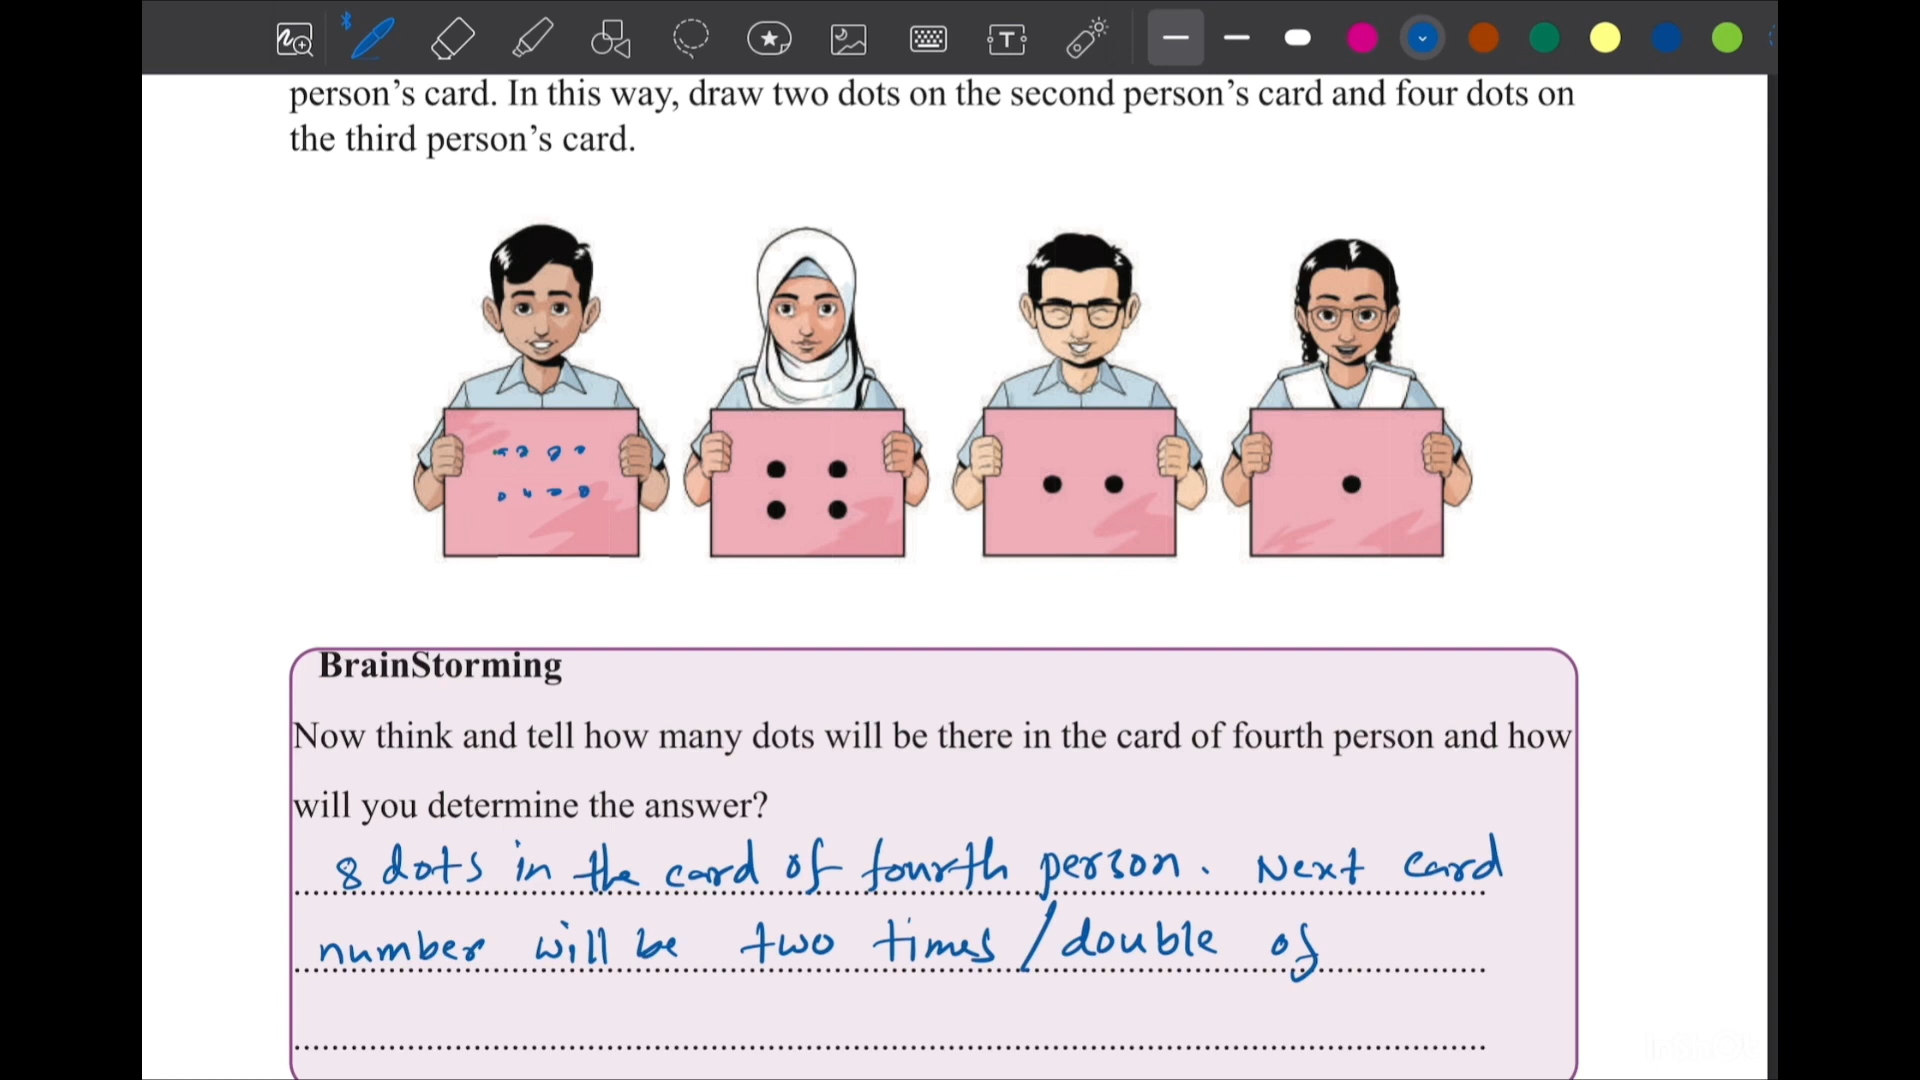 person’s card. In this way, draw two dots on the second person’s card and four dots on
the third person’s card.
BrainStorming
Now think and tell how many dots will be there in the card of fourth person and how
will you determine the answer?
8 dots in the card of fourth person. Next card
number will be two times / double of